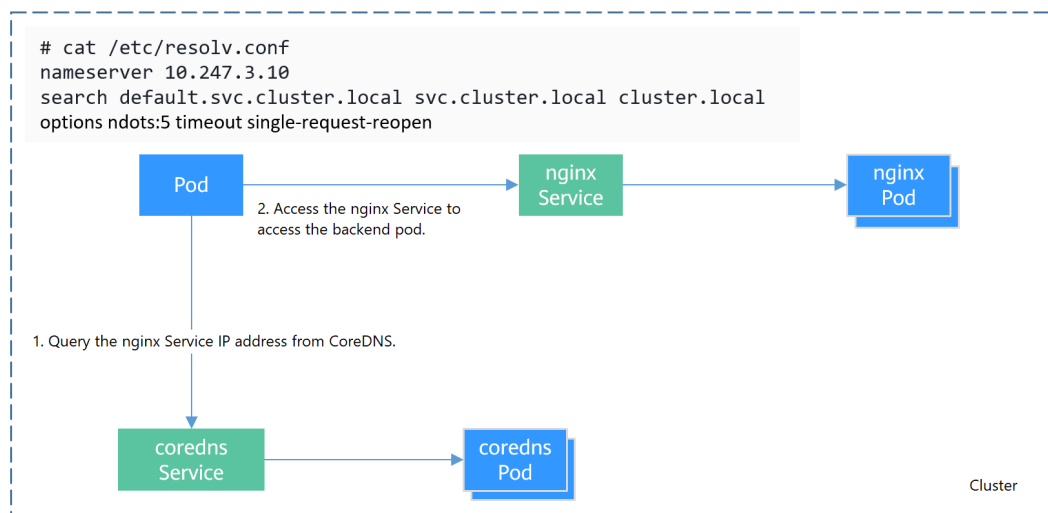 # cat /etc/resolv.conf
nameserver 10.247.3.10
search default.svc.cluster.local svc.cluster.local cluster.local
options ndots:5 timeout single-request-reopen
Pod
nginx
Service
nginx
Pod
2. Access the nginx Service to
access the backend pod.
1. Query the nginx Service IP address from CoreDNS.
coredns
Service
coredns
Pod
Cluster